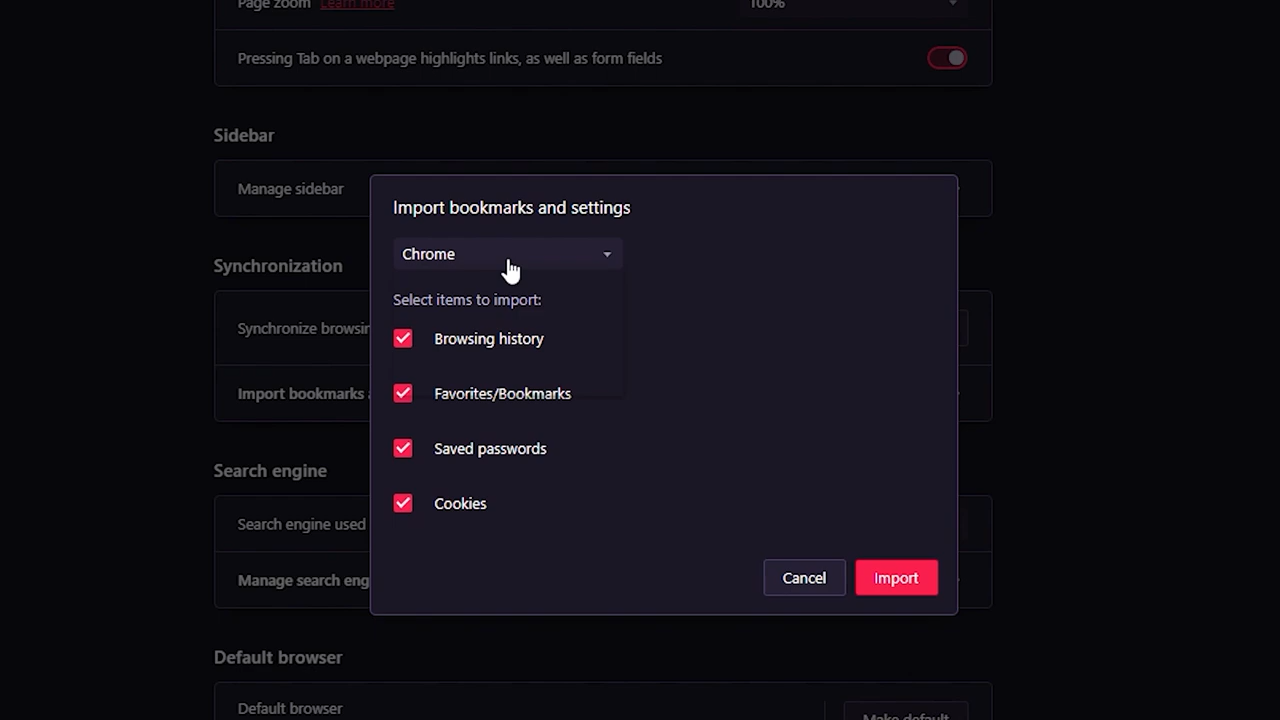 Page zoom Learn more 100%
Pressing Tab on a webpage highlights links, as well as form fields
Sidebar
Manage sidebar
Import bookmarks and settings
Chrome
Synchronization
Select items to import:
Synchronize browsin
Browsing history
Import bookmarks a
Favorites/Bookmarks
Saved passwords
Search engine
Cookies
Search engine used
Manage search eng
Cancel Import
Default browser
Default browser
Make default